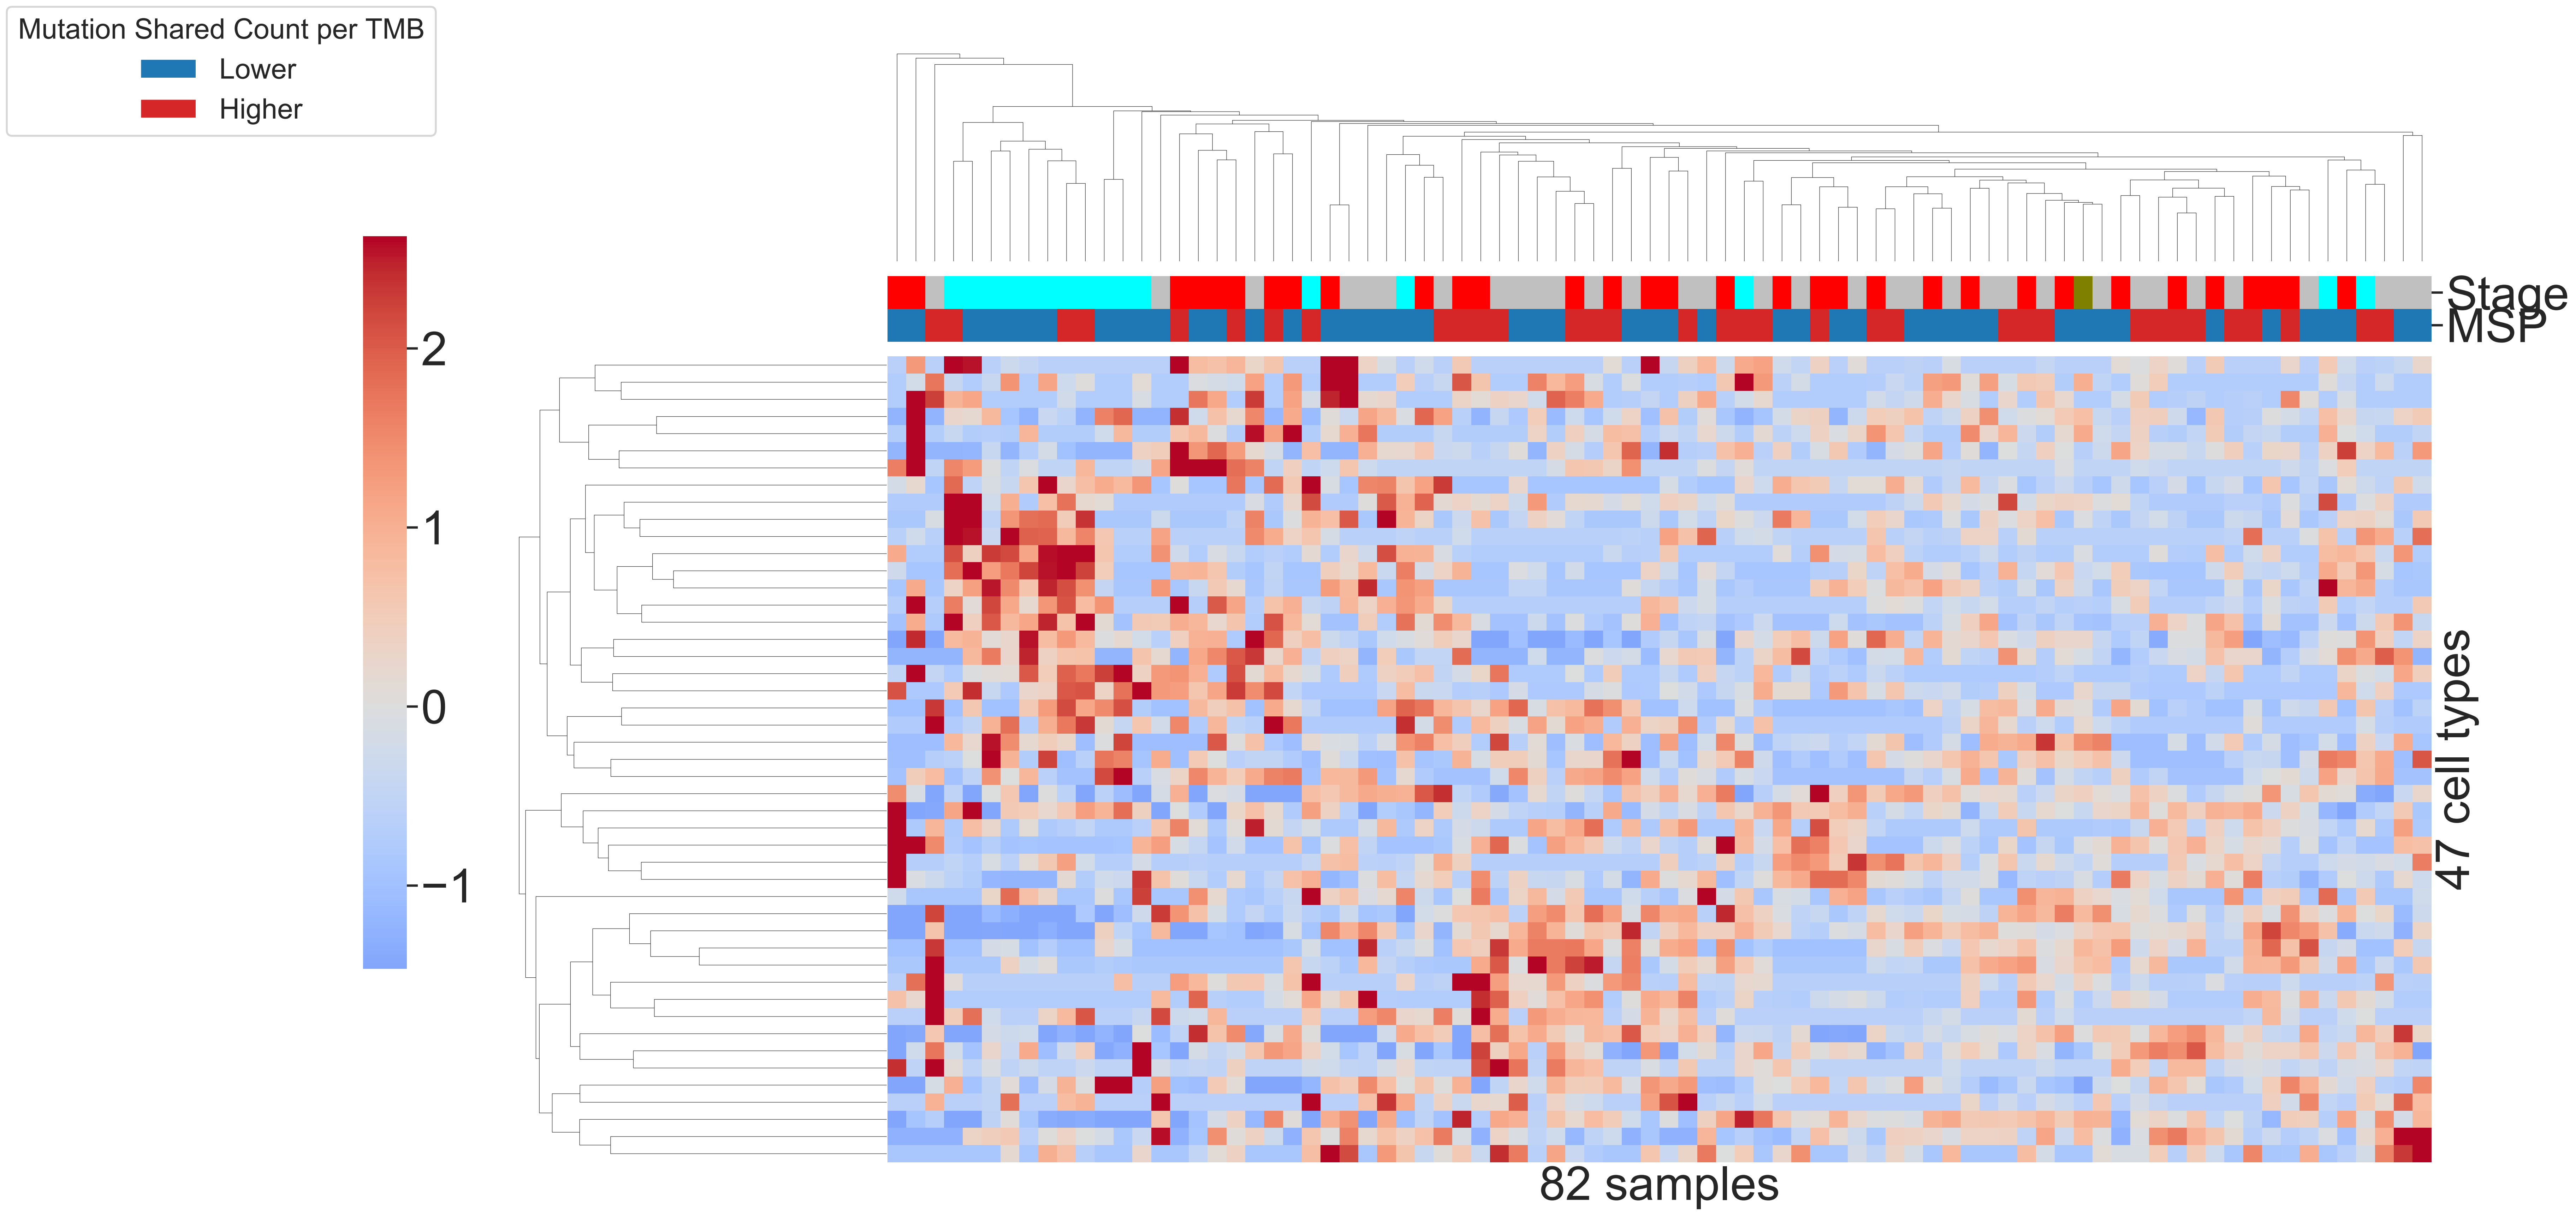 Mutation Shared Count per TMB
Lower
Higher
Stage
MSP
2
1
0
−1
47 cell types
82 samples